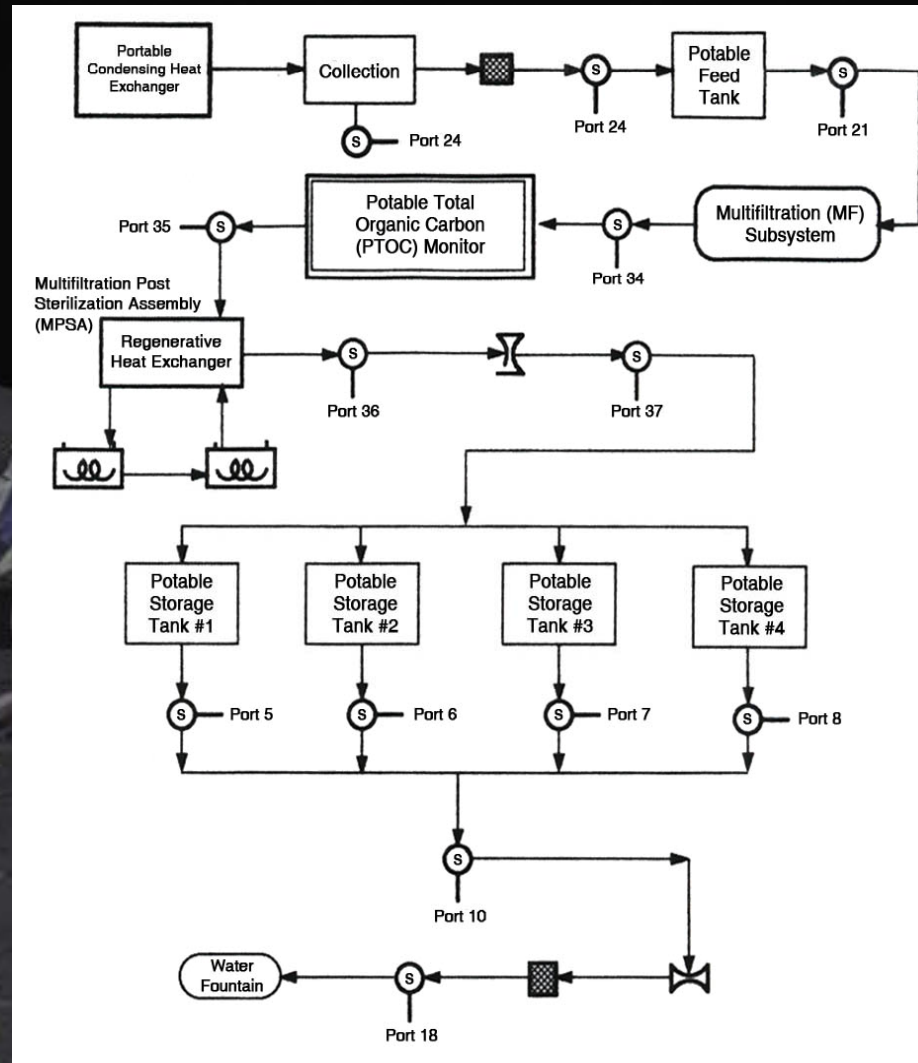 Portable
Condensing Heat
Exchanger
Collection
S
Port 24
S
Port 24
Potable
Feed
Tank
S
Port 21
Port 35
S
Potable Total
Organic Carbon
(PTOC) Monitor
S
Port 34
Multifiltration (MF)
Subsystem
Multifiltration Post
Sterilization Assembly
(MPSA)
Regenerative
Heat Exchanger
S
Port 36
S
Port 37
Potable
Storage
Tank #1
Potable
Storage
Tank #2
Potable
Storage
Tank #3
Potable
Storage
Tank #4
S
Port 5
S
Port 6
S
Port 7
S
Port 8
S
Port 10
Water
Fountain
S
Port 18